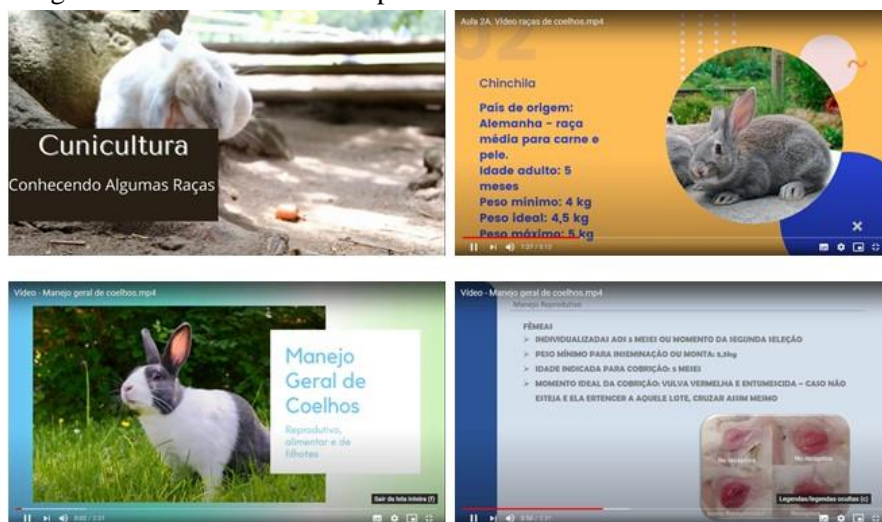 Cunicultura
Conhecendo Algumas Raças
Aula 2A: Vídeo raças de coelhos.mp4
02
Chinchila
País de origem:
Alemanha - raça
média para carne e
pele.
Idade adulto: 5
meses
Peso mínimo: 4 kg
Peso ideal: 4,5 kg
Peso máximo: 5 kg
Vídeo - Manejo geral de coelhos.mp4
Manejo
Geral de
Coelhos
Reprodutivo,
alimentar e de
filhotes
Sair da tela inteira (f)
Vídeo - Manejo geral de coelhos.mp4
Manejo Reprodutivo
FÊMEAS
INDIVIDUALIZADAS AOS 3 MESES OU MOMENTO DA SEGUNDA SELEÇÃO
PESO MÍNIMO PARA INSEMINAÇÃO OU MONTA:
IDADE INDICADA PARA COBRIÇÃO: 5 MESES
MOMENTO IDEAL DA COBRIÇÃO: VULVA VERMELHA E ENTUMESCIDA – CASO NÃO
ESTEJA E ELA ERTENCER A AQUELE LOTE, CRUZAR ASSIM MESMO
Legendas/legendas ocultas (c)